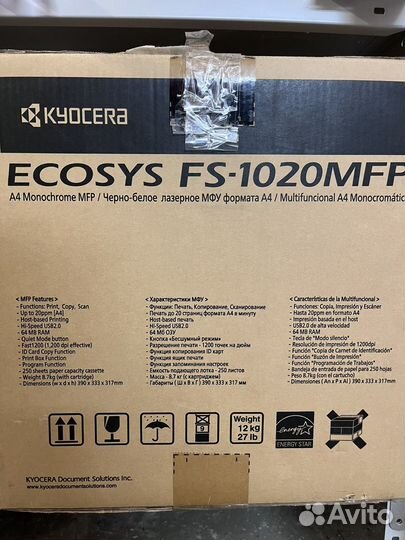 KYOCERA
ECOSYS FS-1020MFP
A4 Monochrome MFP / Черно-белое лазерное МФУ формата А4 / Multifuncional A4 Monocromátic
< MFP Features >
- Functions: Print, Copy, Scan
- Up to 20ppm [A4]
- Host-based Printing
- Hi-Speed USB2.0
- 64 MB RAM
- Quiet Mode button
- Fast1200 (1,200 dpi effective)
- ID Card Copy Function
- Print Box Function
- Program Function
- 250 sheets paper capacity cassette
- Weight 8.7kg (with cartridge)
- Dimensions (w x d x h) 390 x 333 x 317mm
< Характеристики МФУ >
- Функции: Печать, Копирование, Сканирование
- Печать до 20 страниц формата А4 в минуту
- Host-based печать
- Hi-Speed USB2.0
- 64 Мб ОЗУ
- Кнопка «Бесшумный режим»
- Разрешение печати - 1200 точек на дюйм
- Функция копирования ID карт
- Функция ящик печати
- Функция запоминания настроек
- Емкость подающего лотка - 250 листов
- Масса - 8,7 кг (с картриджем)
- Габариты ( Ш x В x Г ) 390 x 333 x 317 мм
< Características de la Multifuncional >
- Funciones: Copia, Impresión y Escáner
- Hasta 20ppm en formato A4
- Impresión basada en host
- USB2.0 de alta velocidad
- 64 MB RAM
- Tecla de "Modo silencio"
- Resolución de Impresión de 1200dpi
- Función "Copia de Carnet de Identificación"
- Función "Buzón de Impresión"
- Función "Programación de Trabajos"
- Bandeja de entrada de papel para 250 hojas
- Peso 8,7kg (con el cartucho)
- Dimensiones ( An x P x Al ) 390 x 333 x 317mm
9
Weight
12 kg
27 lb
energy
ENERGY STAR
KYOCERA Document Solutions Inc.
www.kyoceradocumentsolutions.com
Avito